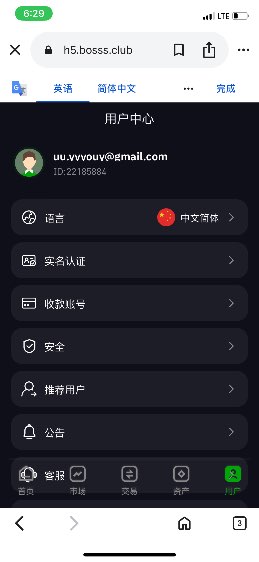 6:29
LTE
h5.bosss.club
英语 简体中文 完成
用户中心
uu.yvvouy@gmail.com
ID:22185884
语言 中文简体
实名认证
收款账号
安全
推荐用户
公告
客服
首页 市场 交易 资产 用户
3